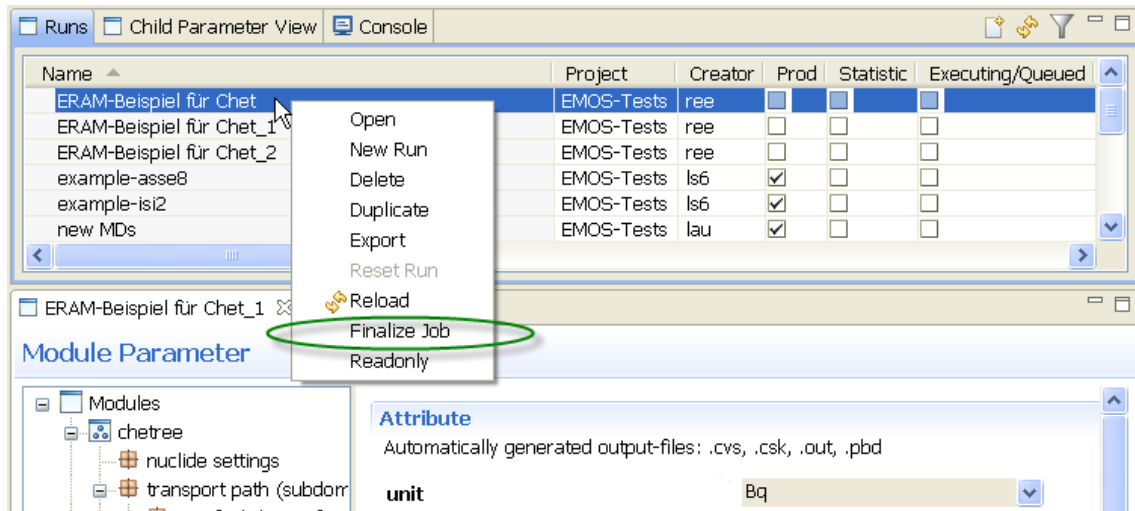 Runs Child Parameter View Console
Name Project Creator Prod Statistic Executing/Queued
ERAM-Beispiel für Chet EMOS-Tests ree
ERAM-Beispiel für Chet_1 EMOS-Tests ree
ERAM-Beispiel für Chet_2 EMOS-Tests ree
example-asse8 EMOS-Tests ls6
example-isi2 EMOS-Tests ls6
new MDs EMOS-Tests lau
Open
New Run
Delete
Duplicate
Export
Reset Run
Reload
Finalize Job
Readonly
ERAM-Beispiel für Chet_1
Module Parameter
Modules
chetree
nuclide settings
transport path (subdom
Attribute
Automatically generated output-files: .cvs, .csk, .out, .pbd
unit Bq